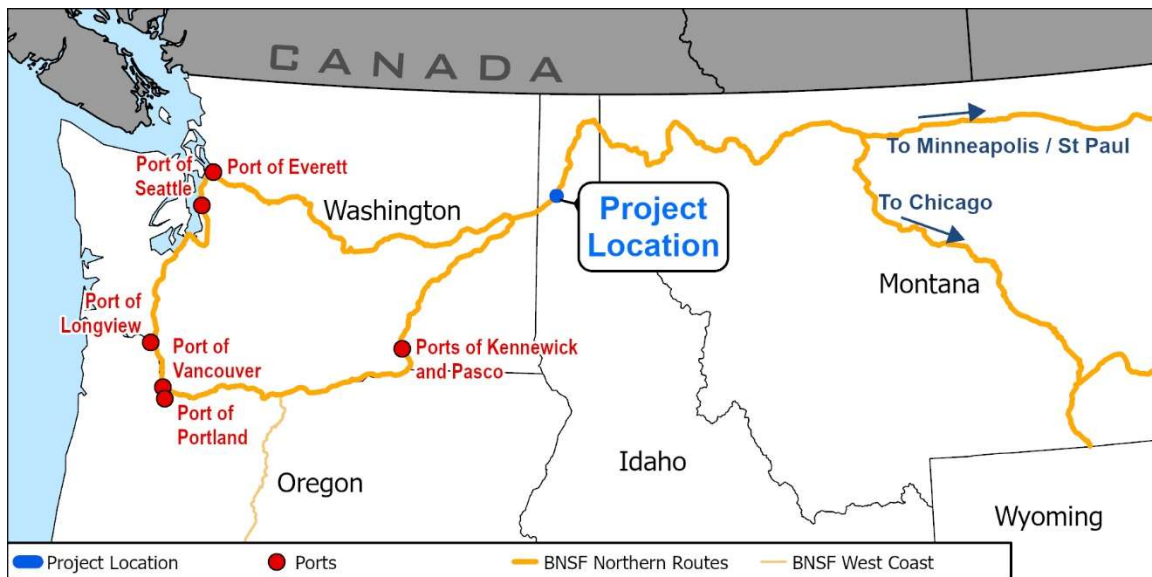 CANADA
To Minneapolis / St Paul
Port of Everett
Port of
Seattle
Washington
Project
Location
To Chicago
Montana
Port of
Longview
Port of
Vancouver
Ports of Kennewick
and Pasco
Port of
Portland
Idaho
Oregon
Wyoming
Project Location
Ports
BNSF Northern Routes
BNSF West Coast